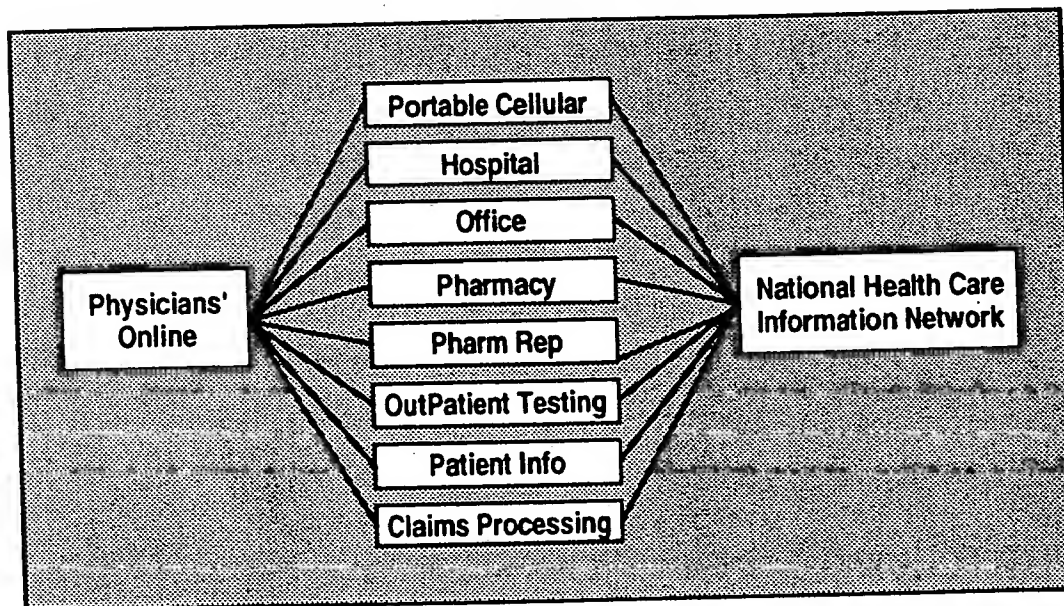 Portable Cellular
Hospital
Office
Pharmacy
Pharm Rep
OutPatient Testing
Patient Info
Claims Processing
Physicians'
Online
National Health Care
Information Network